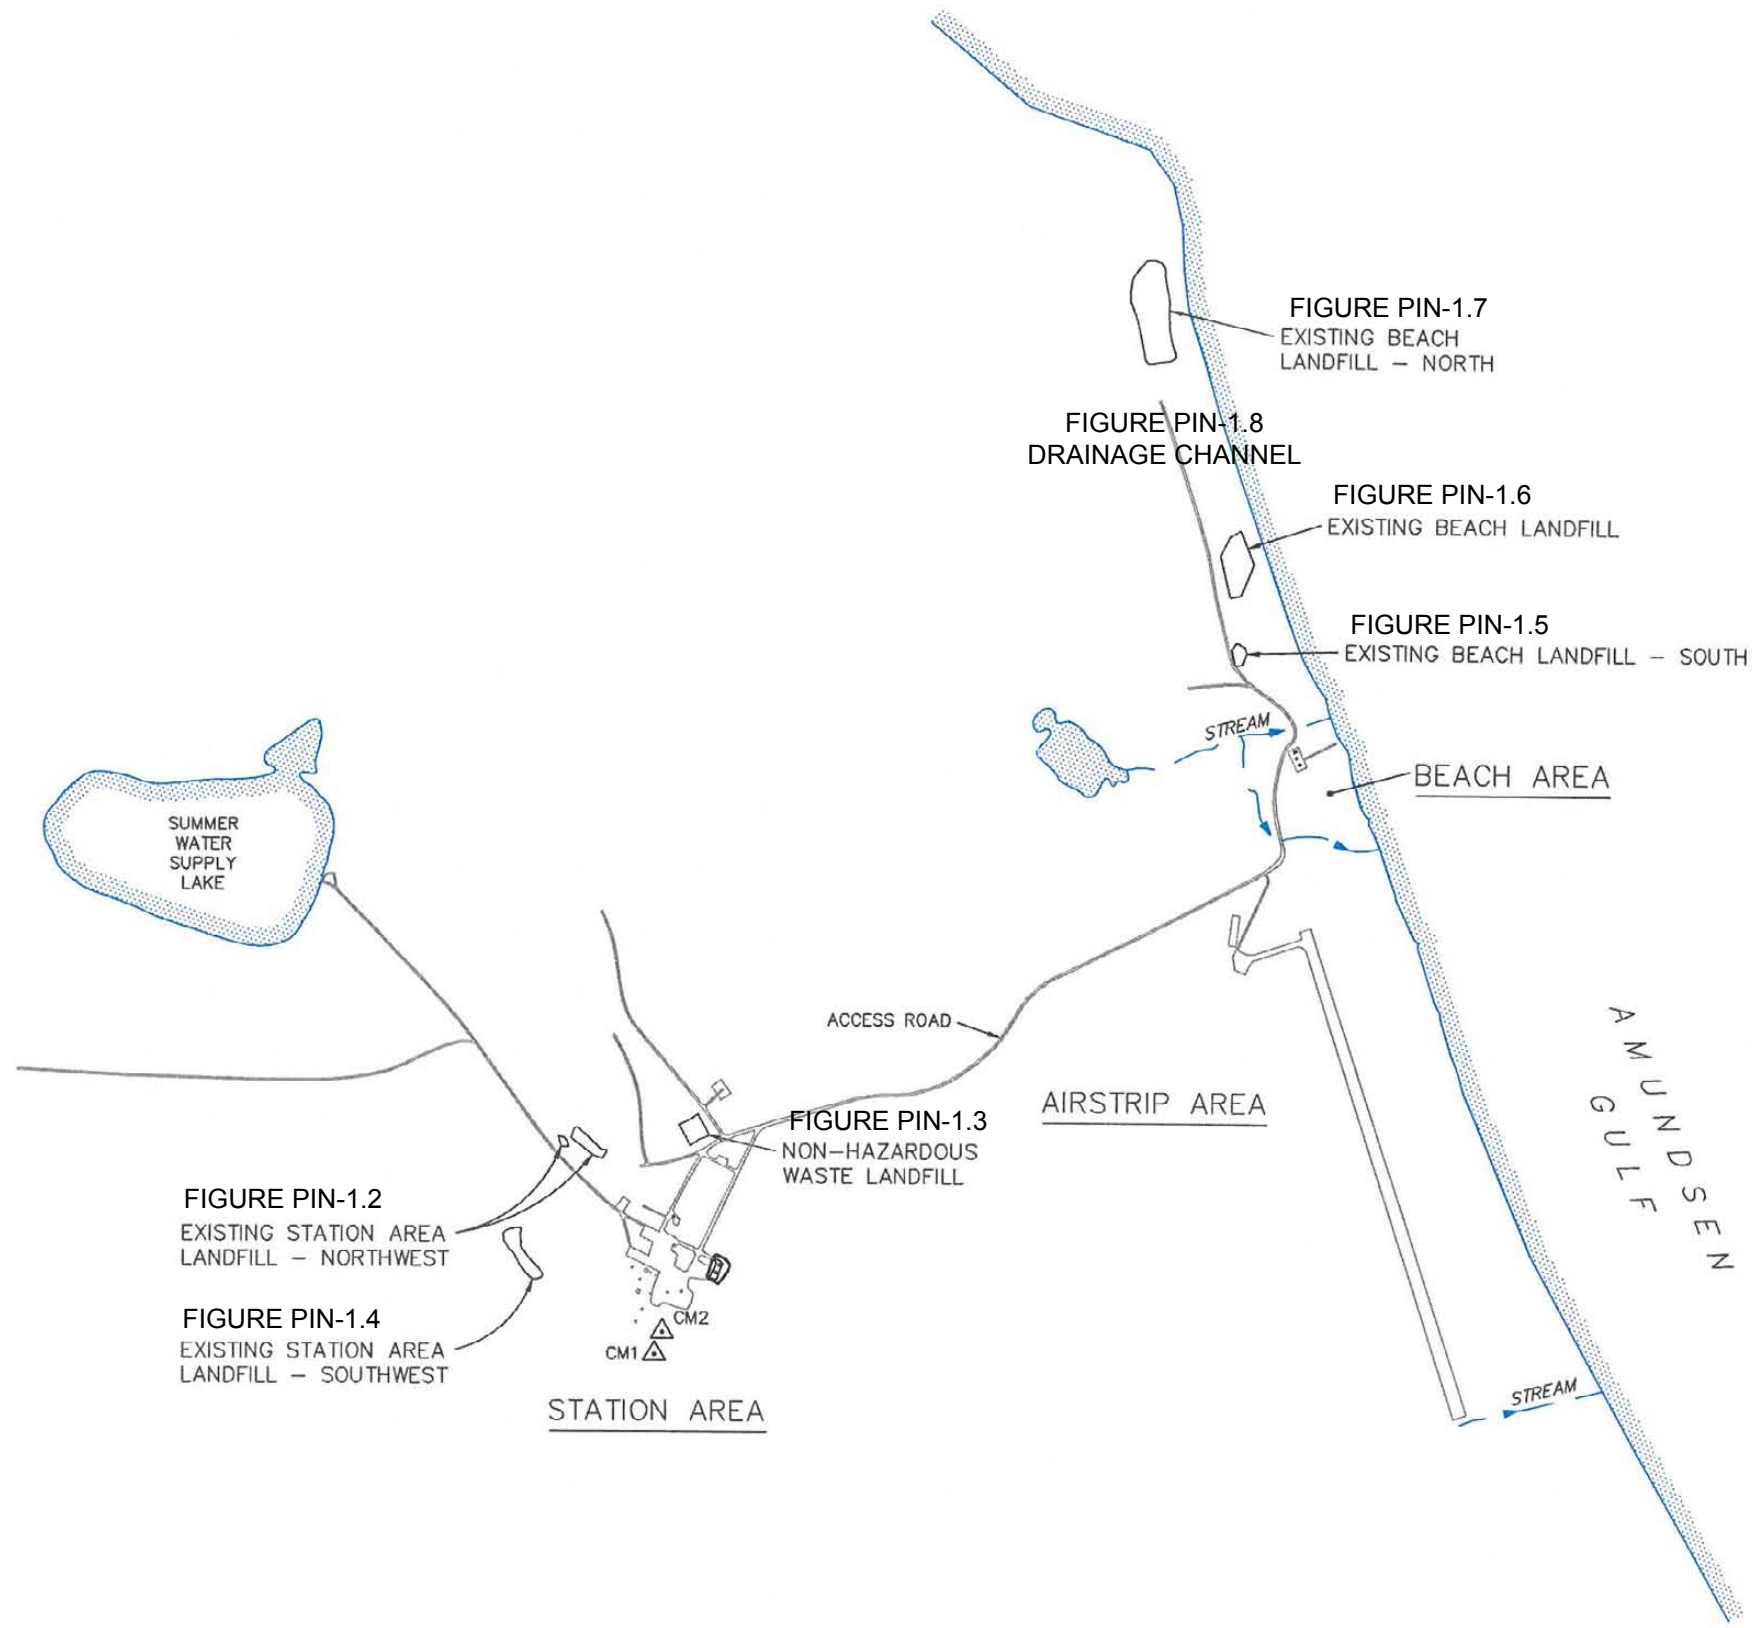 FIGURE PIN-1.7
EXISTING BEACH
LANDFILL – NORTH
FIGURE PIN-1.8
DRAINAGE CHANNEL
FIGURE PIN-1.6
EXISTING BEACH LANDFILL
FIGURE PIN-1.5
EXISTING BEACH LANDFILL – SOUTH
STREAM
BEACH AREA
SUMMER
WATER
SUPPLY
LAKE
ACCESS ROAD
AIRSTRIP AREA
AMUNDSEN
GULF
FIGURE PIN-1.3
NON–HAZARDOUS
WASTE LANDFILL
FIGURE PIN-1.2
EXISTING STATION AREA
LANDFILL – NORTHWEST
FIGURE PIN-1.4
EXISTING STATION AREA
LANDFILL – SOUTHWEST
CM2
CM1
STATION AREA
STREAM